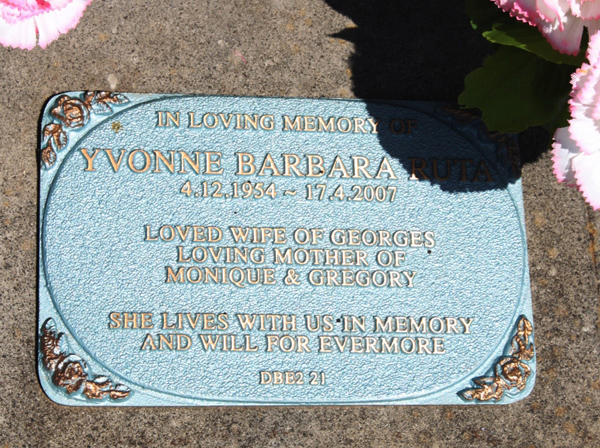 IN LOVING MEMORY OF
YVONNE BARBARA RUTA
4.12.1954 ~ 17.4.2007
LOVED WIFE OF GEORGES
LOVING MOTHER OF
MONIQUE & GREGORY
SHE LIVES WITH US IN MEMORY
AND WILL FOR EVERMORE
DBE2 21